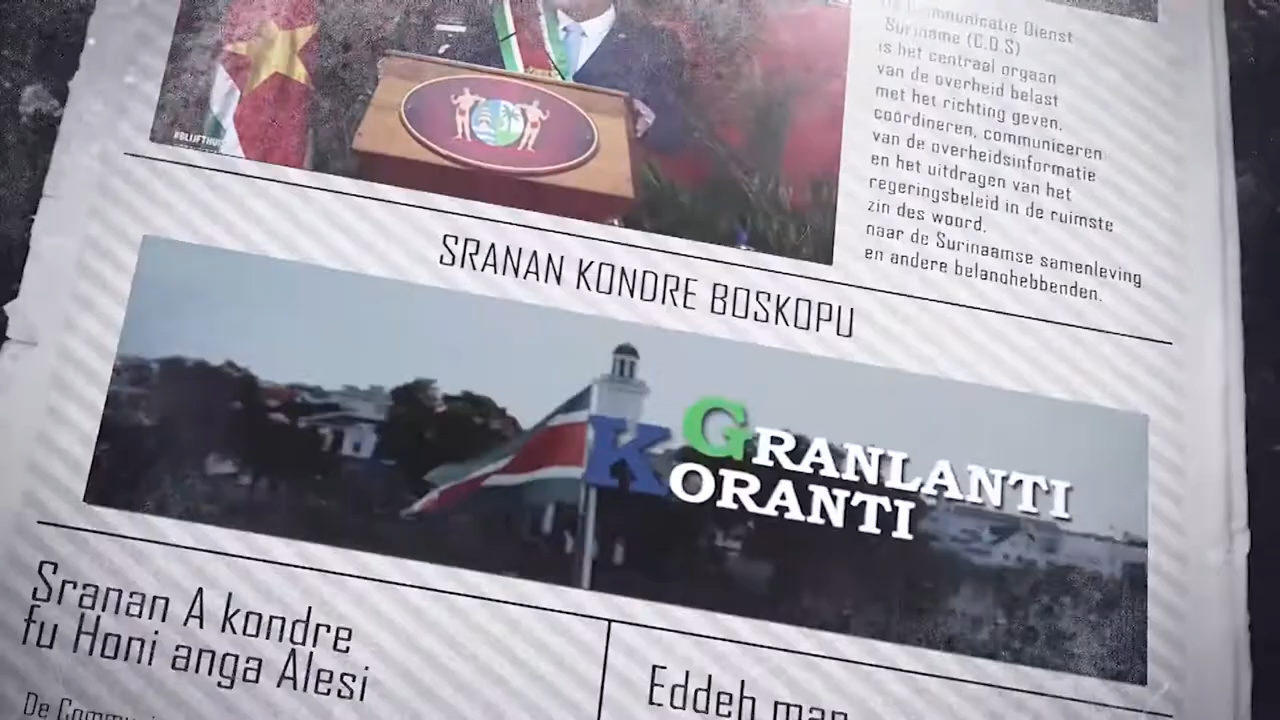 #BLIJFTHUIS
De Communicatie Dienst
Suriname (C.D.S)
is het centraal orgaan
van de overheid belast
met het richting geven,
coördineren, communiceren
van de overheidsinformatie
en het uitdragen van het
regeringsbeleid in de ruimste
zin des woord.
naar de Surinaamse samenleving
en andere belanghebbenden.
SRANAN KONDRE BOSKOPU
GRANLANTI
KORANTI
Sranan A kondre
fu Honi anga Alesi
Eddeh man
De